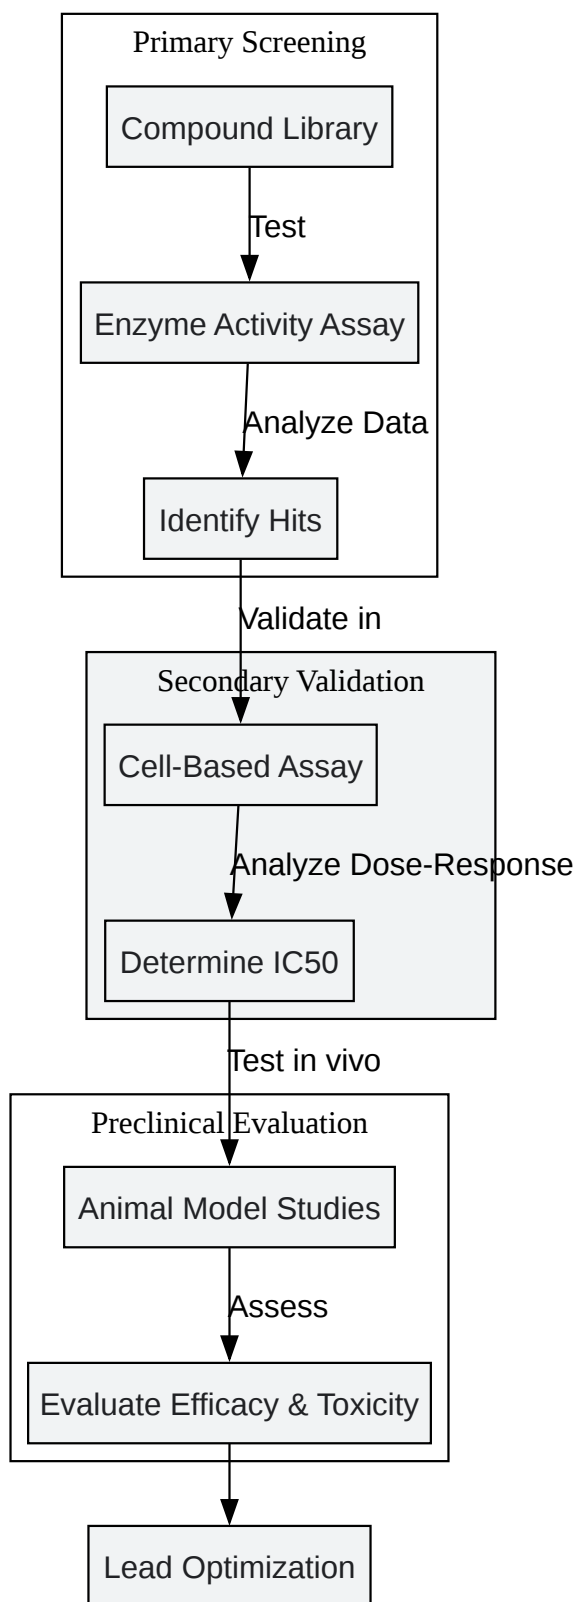 Primary Screening
Compound Library
Test
Enzyme Activity Assay
Analyze Data
Identify Hits
Validate in
Secondary Validation
Cell-Based Assay
Analyze Dose-Response
Determine IC50
Test in vivo
Preclinical Evaluation
Animal Model Studies
Assess
Evaluate Efficacy & Toxicity
Lead Optimization